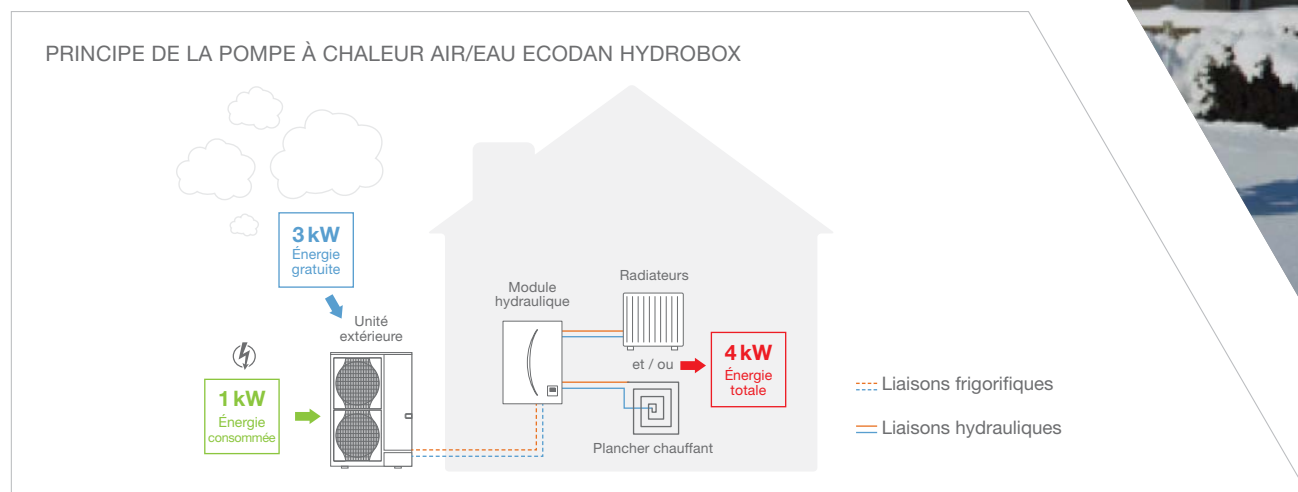 PRINCIPE DE LA POMPE À CHALEUR AIR/EAU ECODAN HYDROBOX
3 kW
Énergie
gratuite
Unité
extérieure
1 kW
Énergie
consommée
Module
hydraulique
Radiateurs
et / ou
Plancher chauffant
4 kW
Énergie
totale
Liaisons frigorifiques
Liaisons hydrauliques